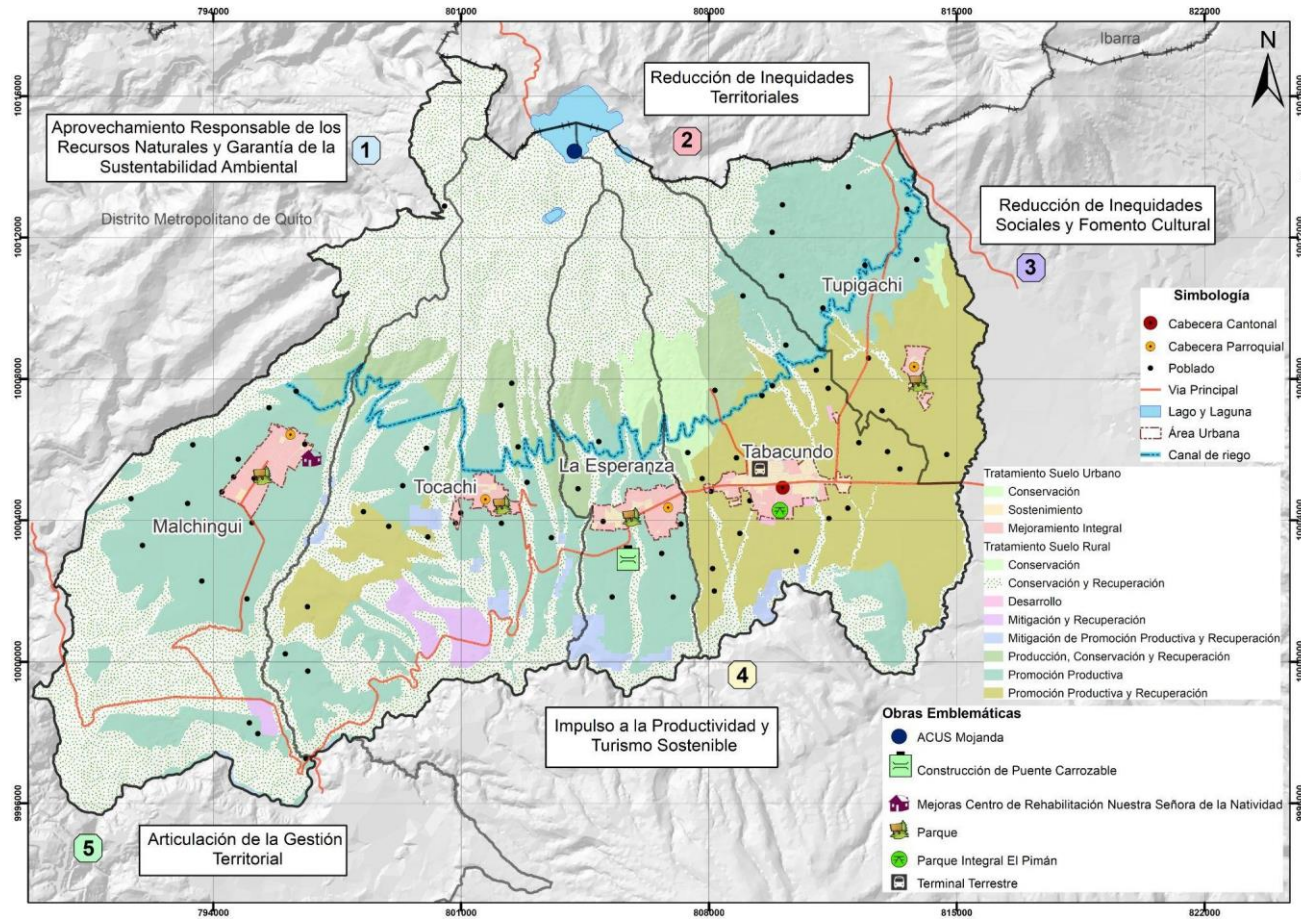 794000
801000
808000
815000
822000
Ibarra
N
Reducción de Inequidades
Territoriales
2
Aprovechamiento Responsable de los
Recursos Naturales y Garantía de la
Sustentabilidad Ambiental
1
Distrito Metropolitano de Quito
Reducción de Inequidades
Sociales y Fomento Cultural
3
Tupigachi
Tabacundo
La Esperanza
Tocachi
Malchingui
4
Impulso a la Productividad y
Turismo Sostenible
5
Articulación de la Gestión
Territorial
Simbología
Cabecera Cantonal
Cabecera Parroquial
Poblado
Via Principal
Lago y Laguna
Área Urbana
Canal de riego
Tratamiento Suelo Urbano
Conservación
Sostenimiento
Mejoramiento Integral
Tratamiento Suelo Rural
Conservación
Conservación y Recuperación
Desarrollo
Mitigación y Recuperación
Mitigación de Promoción Productiva y Recuperación
Producción, Conservación y Recuperación
Promoción Productiva
Promoción Productiva y Recuperación
Obras Emblemáticas
ACUS Mojanda
Construcción de Puente Carrozable
Mejoras Centro de Rehabilitación Nuestra Señora de la Natividad
Parque
Parque Integral El Pimán
Terminal Terrestre
10016000
10012000
10008000
10004000
10000000
9996000
794000
801000
808000
815000
822000